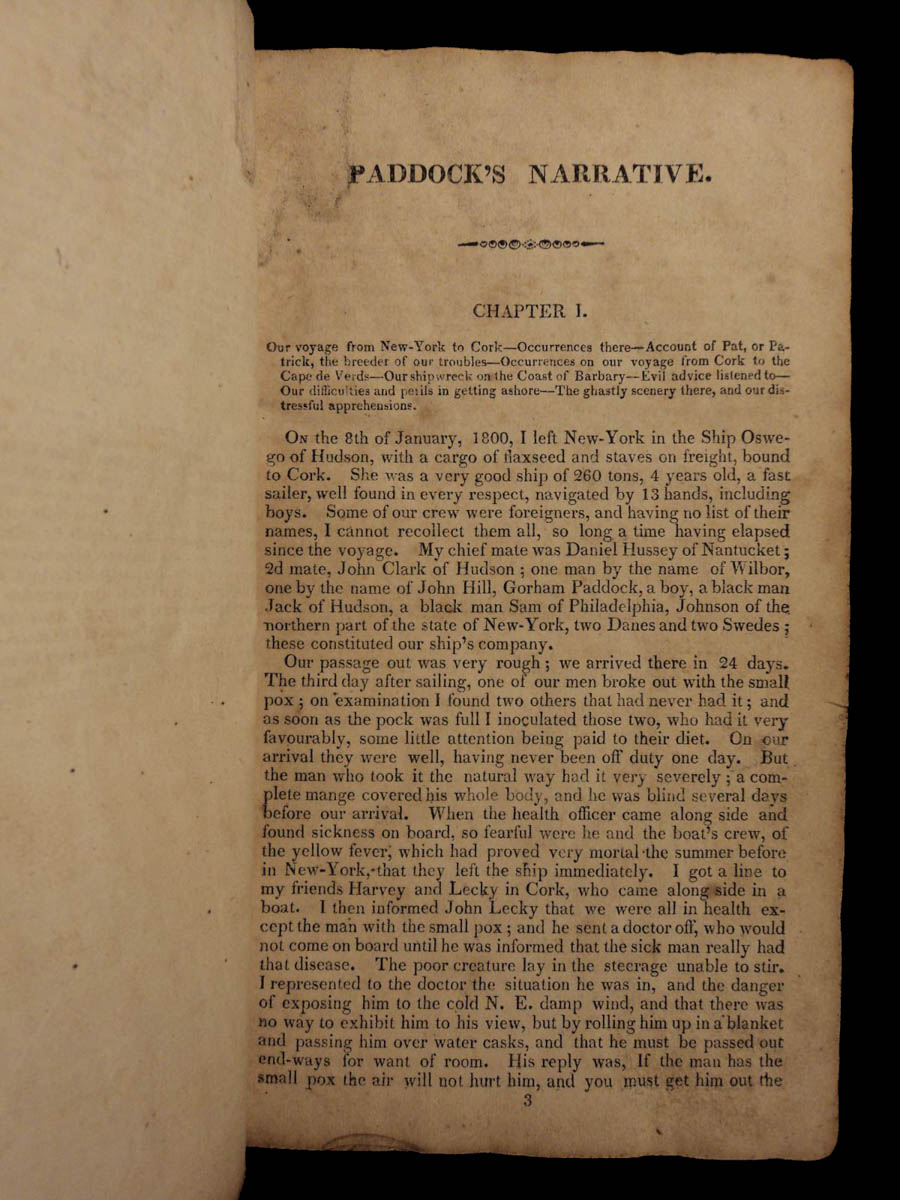 PADDOCK'S NARRATIVE.
CHAPTER I.
Our voyage from New-York to Cork—Occurrences there—Account of Pat, or Pa-
trick, the breeder of our troubles—Occurrences on our voyage from Cork to the
Cape de Verds—Our shipwreck on the Coast of Barbary—Evil advice listened to—
Our difficulties and perils in getting ashore—The ghastly scenery there, and our dis-
tressful apprehensions.
ON the 8th of January, 1800, I left New-York in the Ship Oswe-
go of Hudson, with a cargo of flaxseed and staves on freight, bound
to Cork. She was a very good ship of 260 tons, 4 years old, a fast
sailer, well found in every respect, navigated by 13 hands, including
boys. Some of our crew were foreigners, and having no list of their
names, I cannot recollect them all, so long a time having elapsed
since the voyage. My chief mate was Daniel Hussey of Nantucket;
2d mate, John Clark of Hudson; one man by the name of Wilbor,
one by the name of John Hill, Gorham Paddock, a boy, a black man
Jack of Hudson, a black man Sam of Philadelphia, Johnson of the
northern part of the state of New-York, two Danes and two Swedes;
these constituted our ship's company.
Our passage out was very rough; we arrived there in 24 days.
The third day after sailing, one of our men broke out with the small
pox; on examination I found two others that had never had it; and
as soon as the pock was full I inoculated those two, who had it very
favourably, some little attention being paid to their diet. On our
arrival they were well, having never been off duty one day. But
the man who took it the natural way had it very severely; a com-
plete mange covered his whole body, and he was blind several days
before our arrival. When the health officer came along side and
found sickness on board, so fearful were he and the boat's crew, of
the yellow fever, which had proved very mortal the summer before
in New-York, that they left the ship immediately. I got a line to
my friends Harvey and Lecky in Cork, who came along side in a
boat. I then informed John Lecky that we were all in health ex-
cept the man with the small pox; and he sent a doctor off, who would
not come on board until he was informed that the sick man really had
that disease. The poor creature lay in the steerage unable to stir.
I represented to the doctor the situation he was in, and the danger
of exposing him to the cold N. E. damp wind, and that there was
no way to exhibit him to his view, but by rolling him up in a blanket
and passing him over water casks, and that he must be passed out
end-ways for want of room. His reply was, If the man has the
small pox the air will not hurt him, and you must get him out the
3